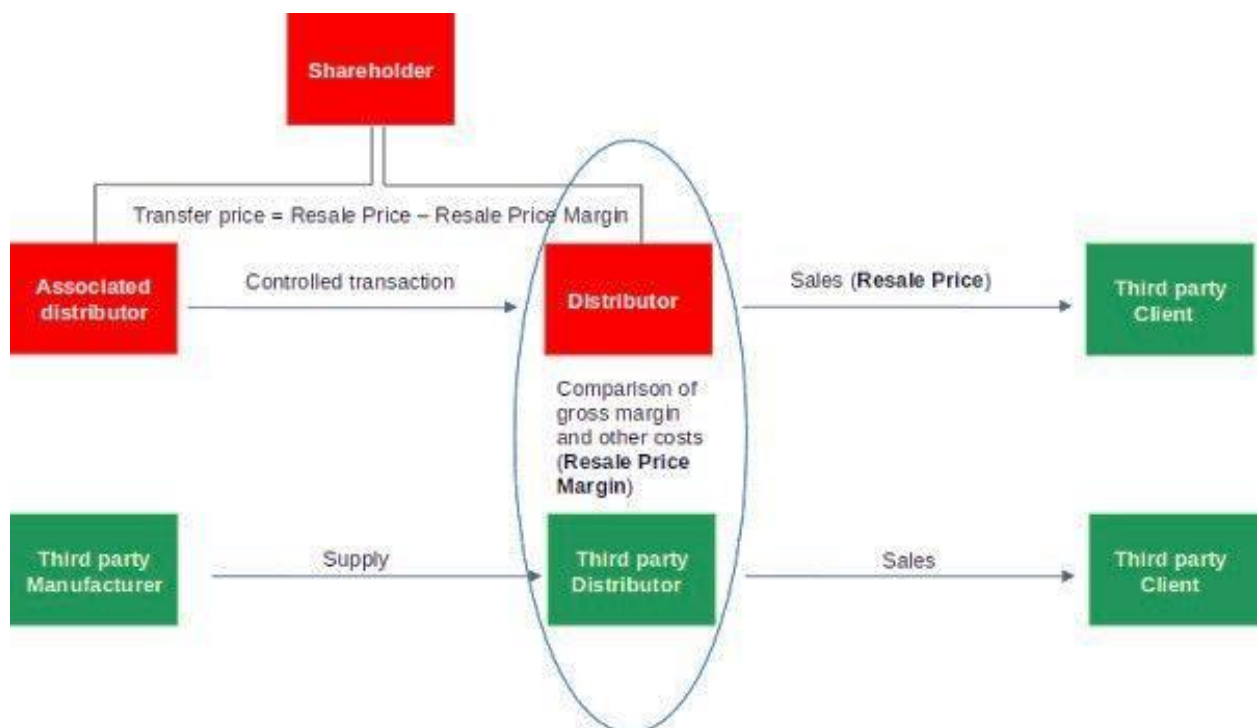 Shareholder
Transfer price = Resale Price – Resale Price Margin
Associated
distributor
Controlled transaction
Distributor
Sales (Resale Price)
Third party
Client
Comparison of
gross margin
and other costs
(Resale Price
Margin)
Third party
Manufacturer
Supply
Third party
Distributor
Sales
Third party
Client